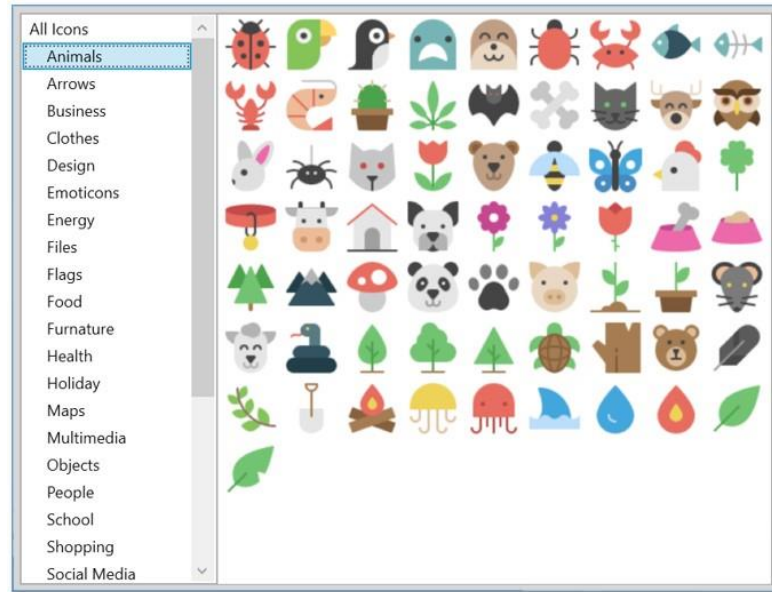 All Icons
Animals
Arrows
Business
Clothes
Design
Emoticons
Energy
Files
Flags
Food
Furnature
Health
Holiday
Maps
Multimedia
Objects
People
School
Shopping
Social Media